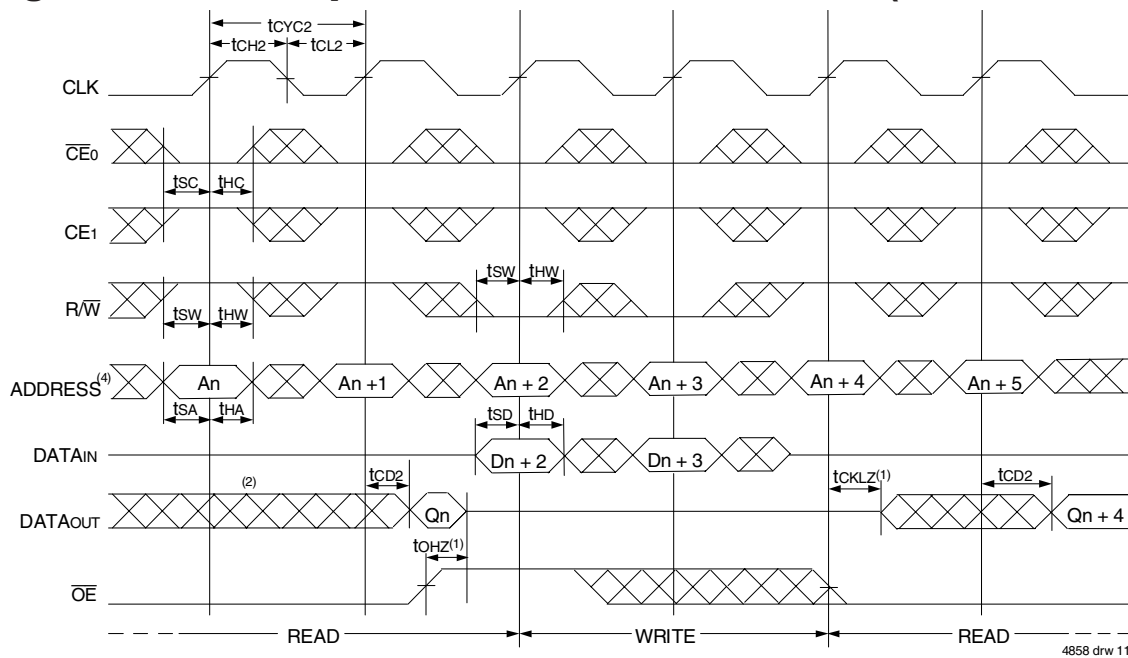 tCYC2
tCH2 tCL2
CLK
CE0
tSC tHC
CE1
tSW tHW
R/W
tSW tHW
ADDRESS(4) An An +1 An + 2 An + 3 An + 4 An + 5
tSA tHA
tSD tHD
DATAIN Dn + 2 Dn + 3
tCD2 tCKLZ(1) tCD2
(2)
DATAOUT Qn Qn + 4
tOHZ(1)
OE
READ WRITE READ
4858 drw 11